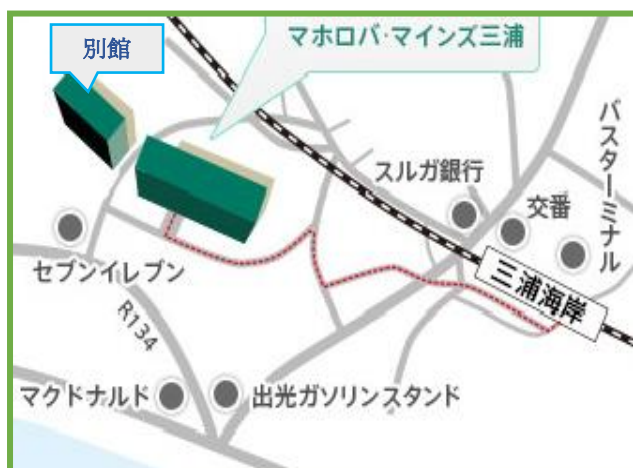 別館
マホロバ・マインズ三浦
バスターミナル
スルガ銀行
交番
三浦海岸
セブンイレブン
R134
マクドナルド
出光ガソリンスタンド